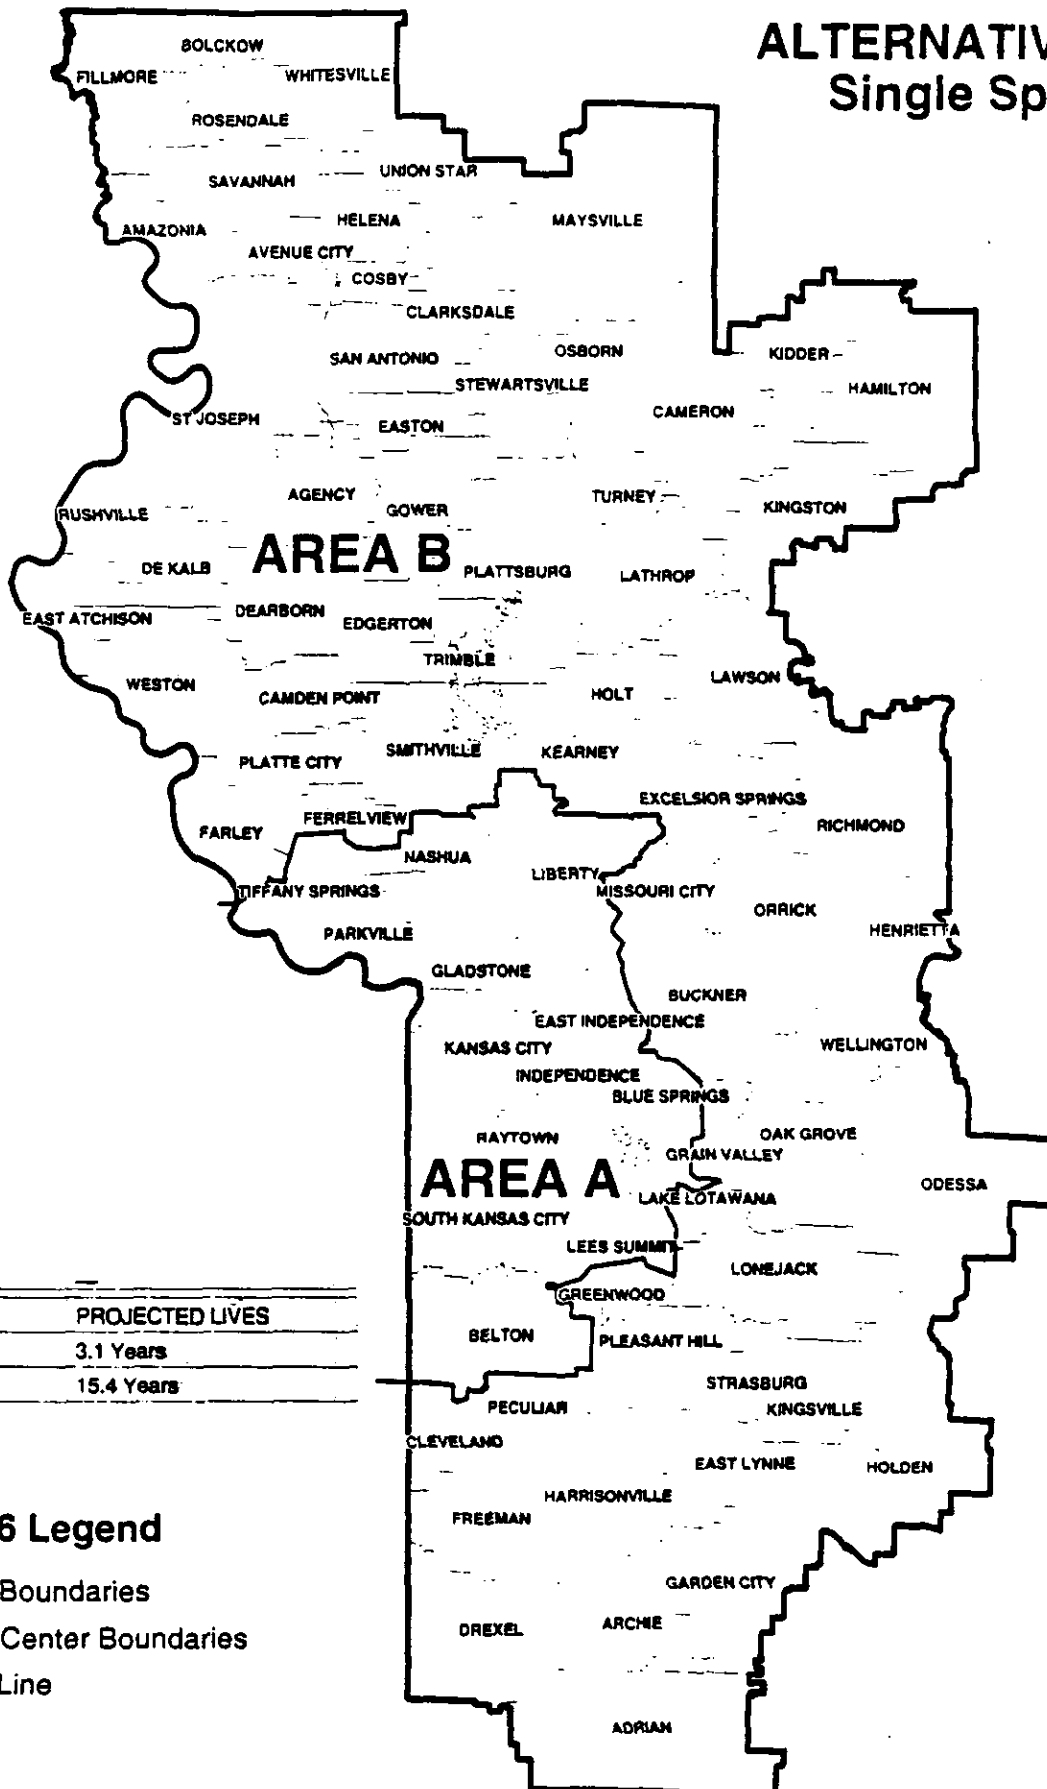 ALTERNATIV
Single Sp
BOLCKOW
FILLMORE
WHITESVILLE
ROSENDALE
UNION STAR
SAVANNAH
HELENA
MAYSVILLE
AMAZONIA
AVENUE CITY
COSBY
CLARKSDALE
OSBORN
KIDDER
SAN ANTONIO
STEWARTSVILLE
HAMILTON
CAMERON
ST JOSEPH
EASTON
AGENCY
TURNEY
GOWER
KINGSTON
RUSHVILLE
AREA B
DE KALB
PLATTSBURG
LATHROP
DEARBORN
EAST ATCHISON
EDGERTON
TRIMBLE
LAWSON
WESTON
CAMDEN POINT
HOLT
SMITHVILLE
KEARNEY
PLATTE CITY
EXCELSIOR SPRINGS
FERRELVIEW
RICHMOND
FARLEY
NASHUA
LIBERTY
TIFFANY SPRINGS
MISSOURI CITY
ORRICK
HENRIETTA
PARKVILLE
GLADSTONE
BUCKNER
EAST INDEPENDENCE
KANSAS CITY
WELLINGTON
INDEPENDENCE
BLUE SPRINGS
RAYTOWN
OAK GROVE
GRAIN VALLEY
AREA A
ODESSA
LAKE LOTAWANA
SOUTH KANSAS CITY
LEES SUMMIT
LONEJACK
GREENWOOD
BELTON
PLEASANT HILL
STRASBURG
PECULIAR
KINGSVILLE
CLEVELAND
EAST LYNNE
HOLDEN
HARRISONVILLE
FREEMAN
GARDEN CITY
DREXEL
ARCHIE
ADRIAN
PROJECTED LIVES
3.1 Years
15.4 Years
6 Legend
Boundaries
Center Boundaries
Line